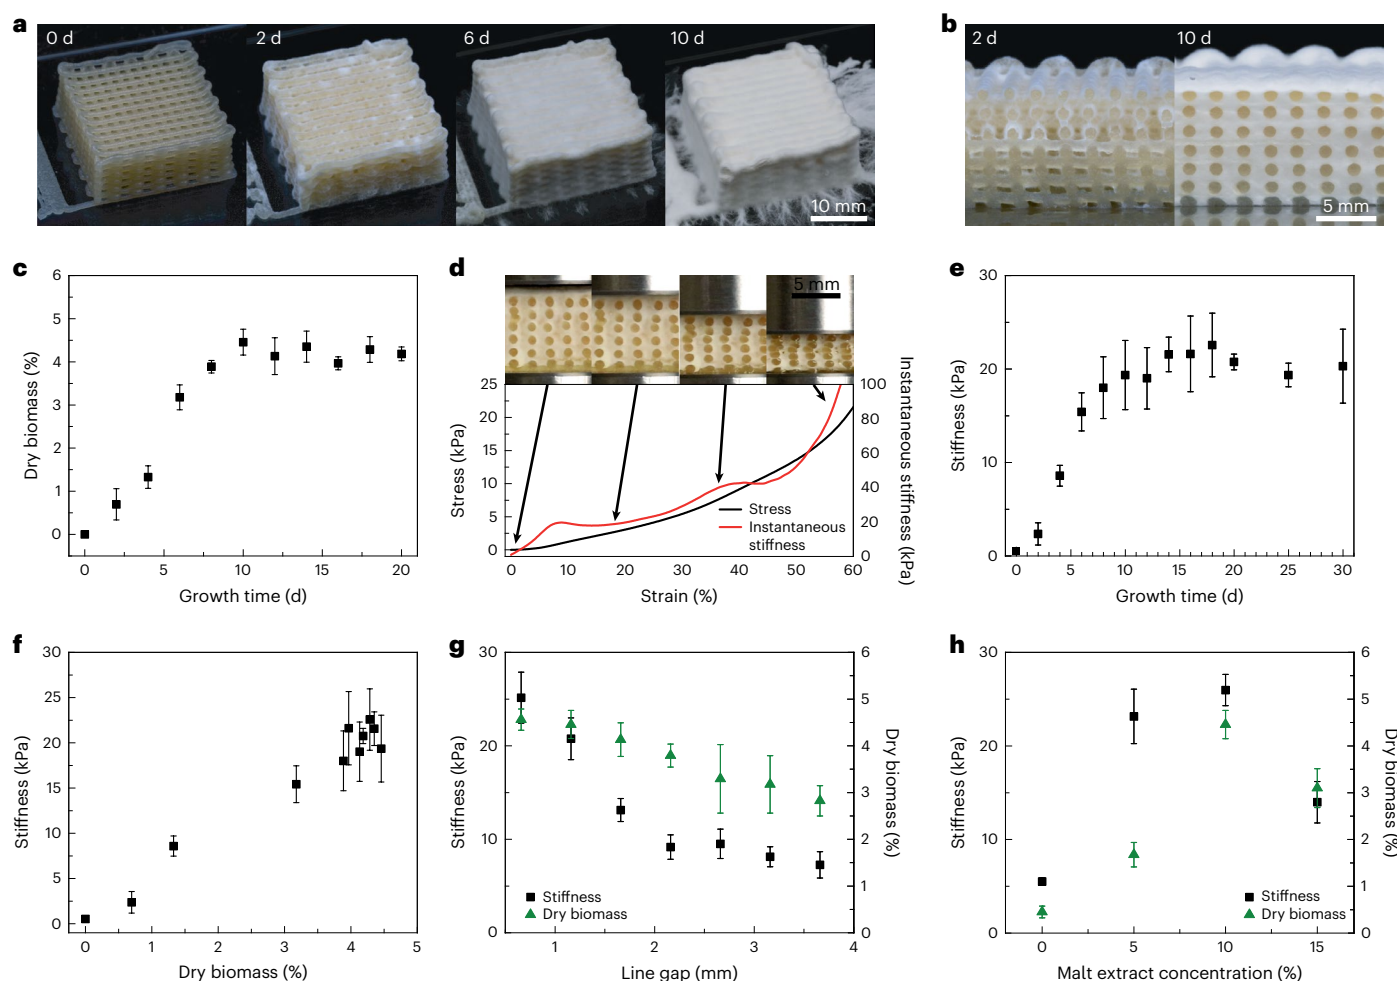 a
0 d
2 d
6 d
10 d
10 mm
b
2 d
10 d
5 mm
c
6
5
4
3
2
1
0
Dry biomass (%)
0 5 10 15 20
Growth time (d)
d
5 mm
25
20
15
10
5
0
Stress (kPa)
100
80
60
40
20
0
Instantaneous stiffness (kPa)
Stress
Instantaneous
stiffness
0 10 20 30 40 50 60
Strain (%)
e
30
20
10
0
Stiffness (kPa)
0 5 10 15 20 25 30
Growth time (d)
f
30
25
20
15
10
5
0
Stiffness (kPa)
0 1 2 3 4 5
Dry biomass (%)
g
30
20
10
0
Stiffness (kPa)
6
5
4
3
2
1
0
Dry biomass (%)
Stiffness
Dry biomass
1 2 3 4
Line gap (mm)
h
30
20
10
0
Stiffness (kPa)
6
5
4
3
2
1
0
Dry biomass (%)
Stiffness
Dry biomass
0 5 10 15
Malt extract concentration (%)